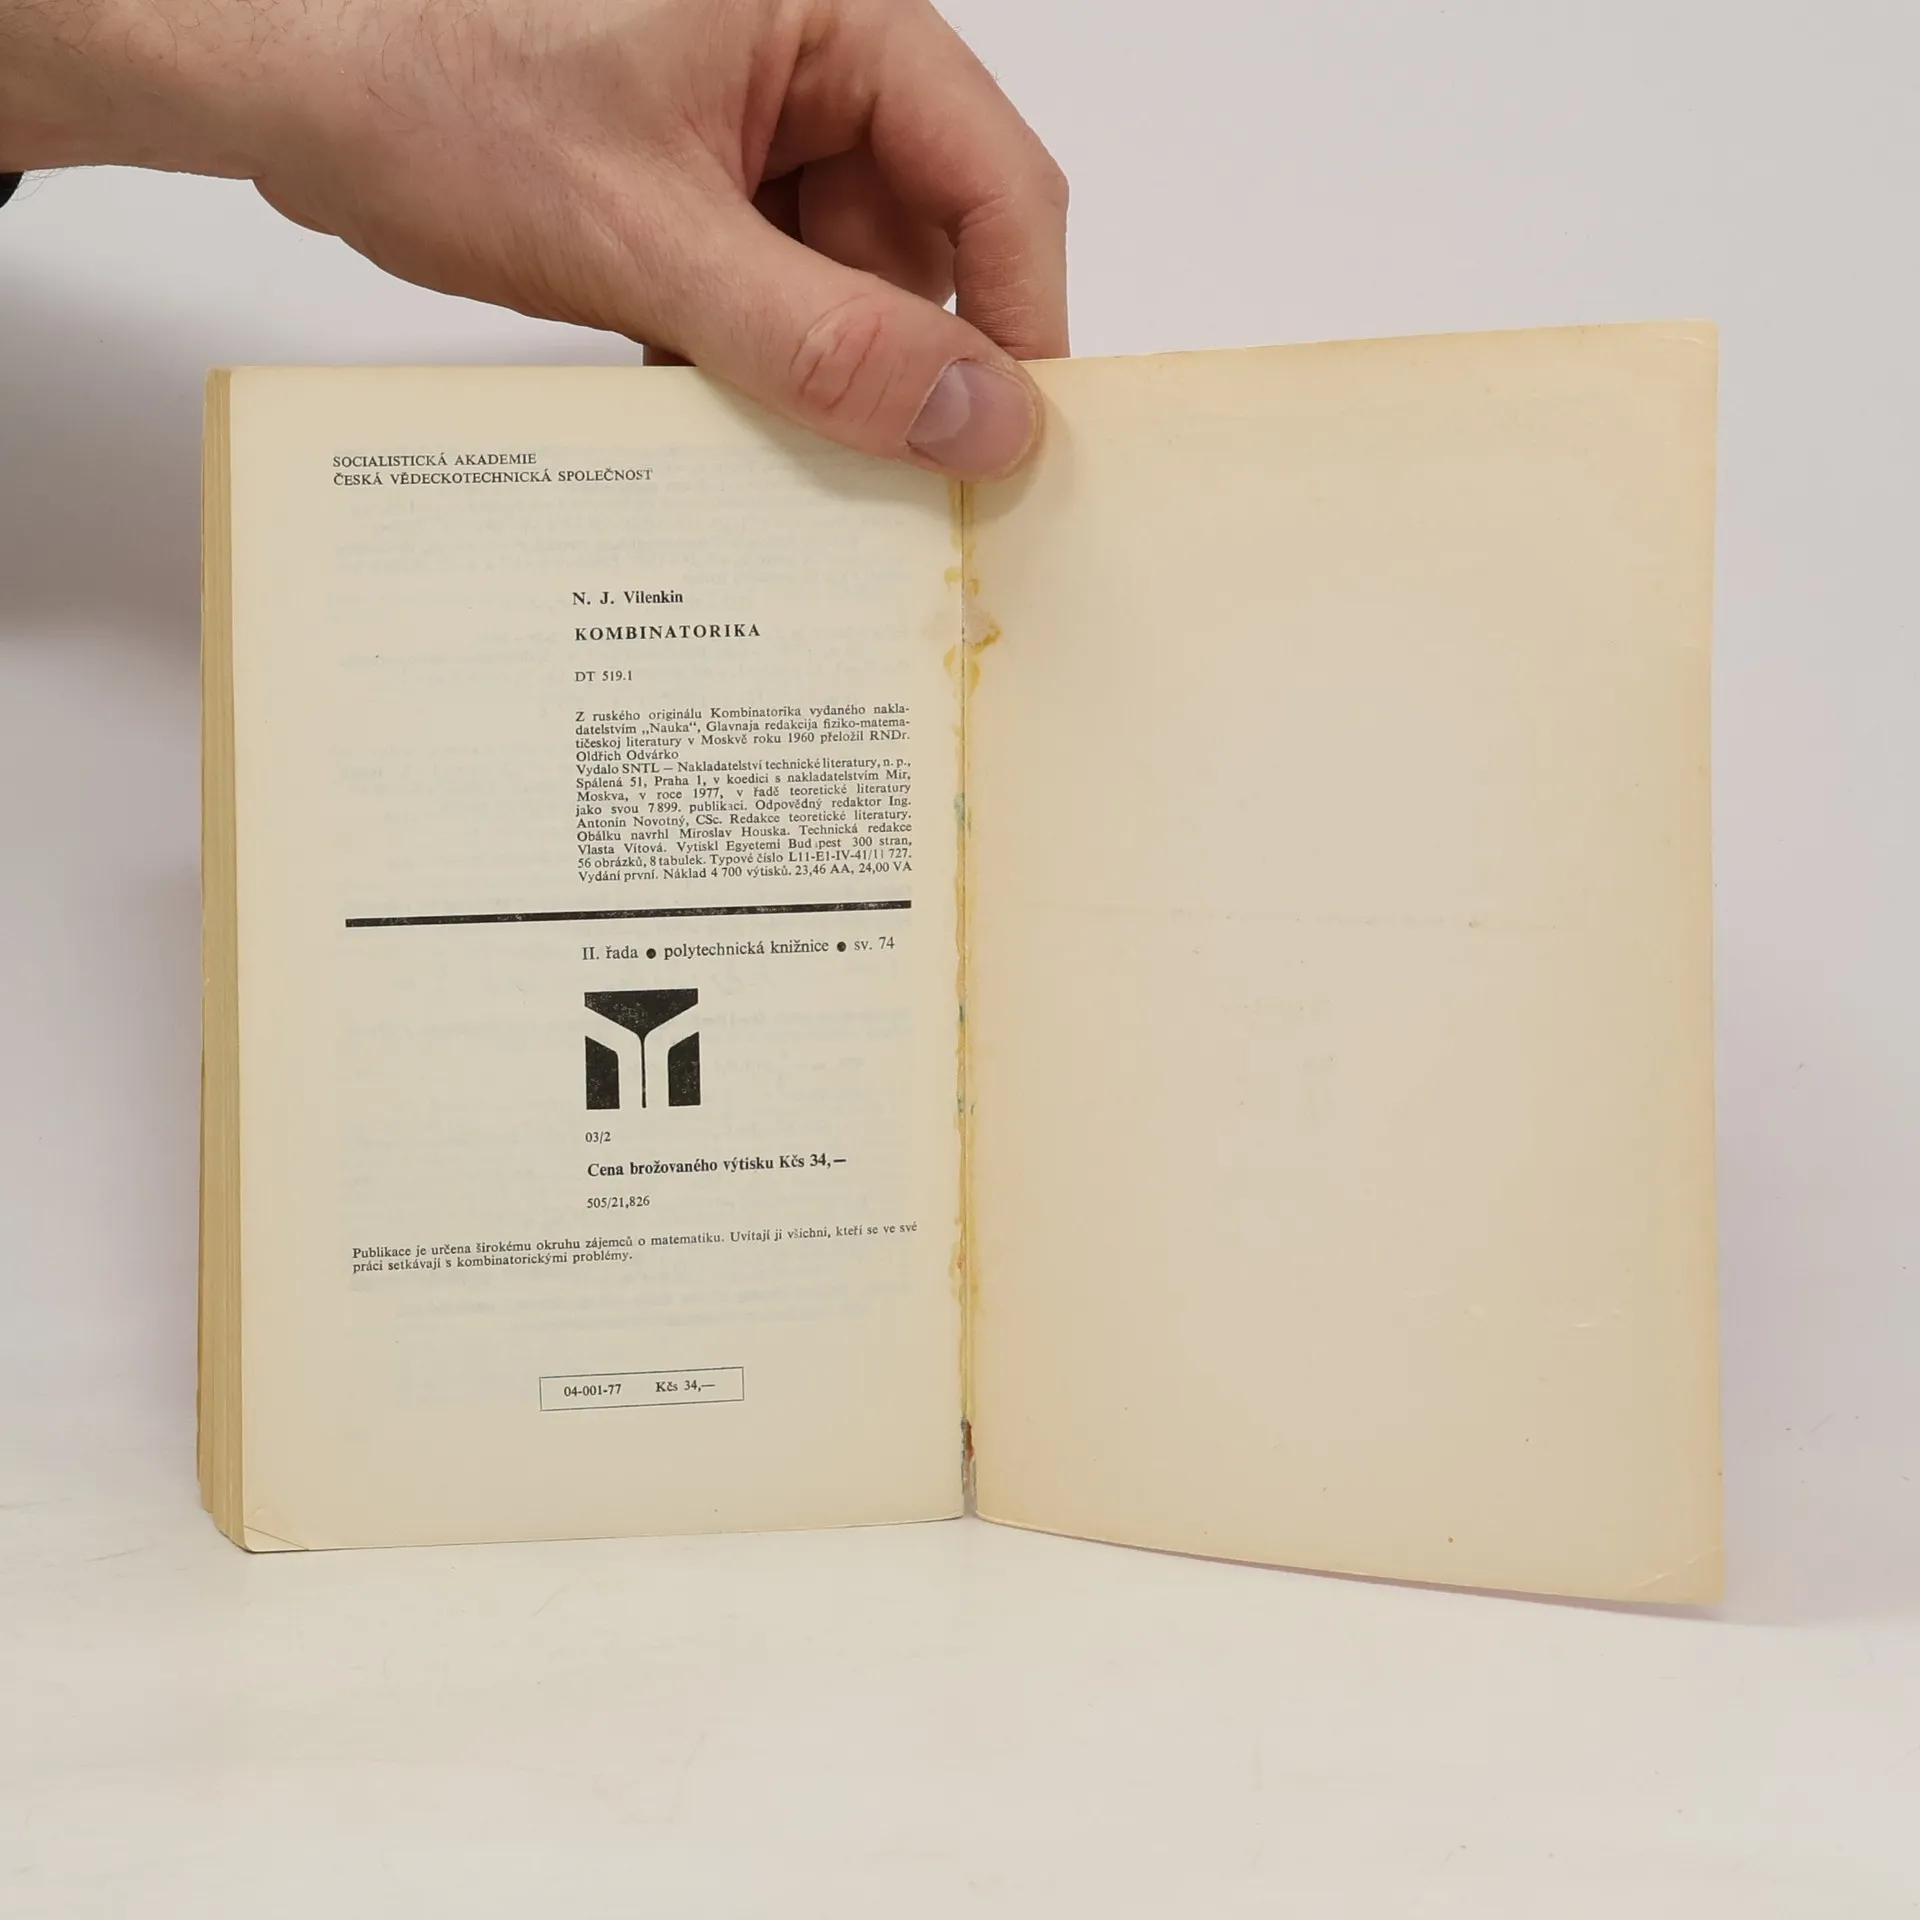 SOCIALISTICKÁ AKADEMIE
ČESKÁ VĚDECKOTECHNICKÁ SPOLEČNOST
N. J. Vilenkin
KOMBINATORIKA
DT 519.1
Z ruského originálu Kombinatorika vydaného nakla-
datelstvím „Nauka“, Glavnaja redakcija fiziko-matema-
tičeskoj literatury v Moskvě roku 1960 přeložil RNDr.
Oldřich Odvárko
Vydalo SNTL — Nakladatelství technické literatury, n. p.,
Spálená 51, Praha 1, v koedici s nakladatelstvím Mir,
Moskva, v roce 1977, v řadě teoretické literatury
jako svou 7 899. publikaci. Odpovědný redaktor Ing.
Antonín Novotný, CSc. Redakce teoretické literatury.
Obálku navrhl Miroslav Houska. Technická redakce
Vlasta Vítová. Vytiskl Egyetemi Budapest 300 stran,
56 obrázků, 8 tabulek. Typové číslo L11-E1-IV-41/11 727.
Vydání první. Náklad 4 700 výtisků. 23,46 AA, 24,00 VA
II. řada ● polytechnická knižnice ● sv. 74
03/2
Cena brožovaného výtisku Kčs 34,—
505/21,826
Publikace je určena širokému okruhu zájemců o matematiku. Uvítají ji všichni, kteří se ve své
práci setkávají s kombinatorickými problémy.
04-001-77 Kčs 34,—